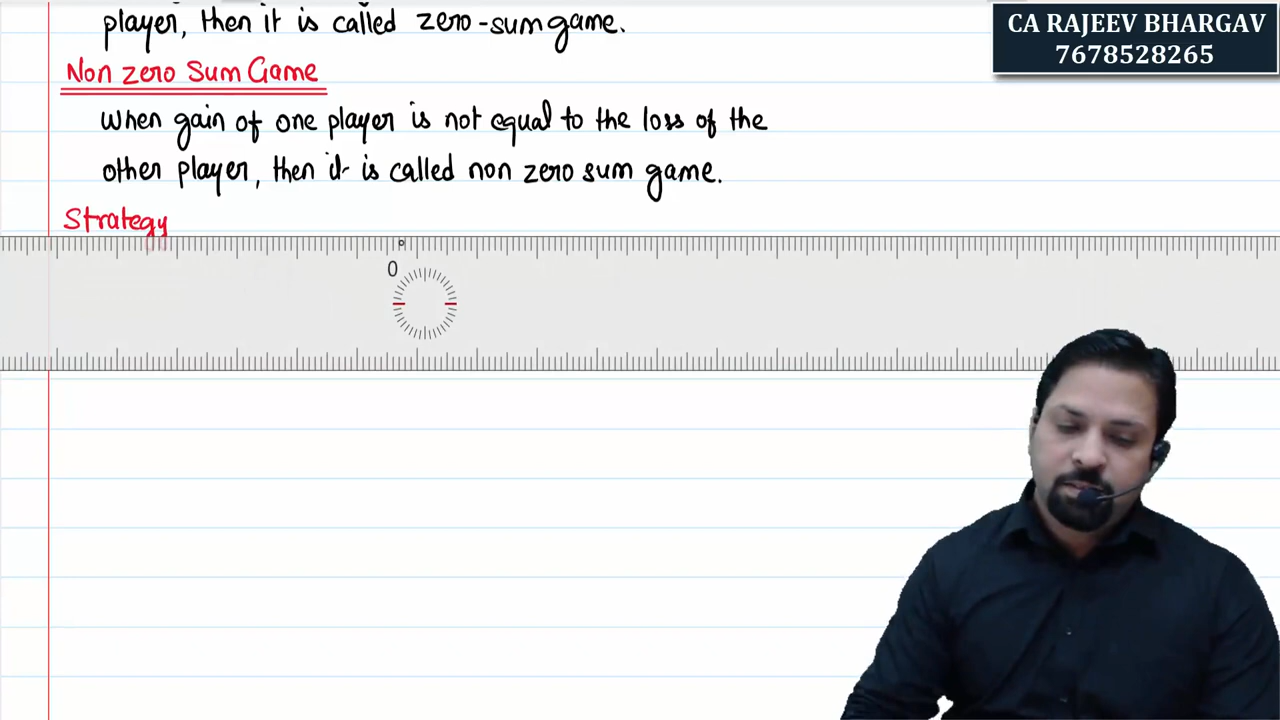 player, then it is called zero-sum game.
CA RAJEEV BHARGAV
7678528265
Non zero Sum Game
When gain of one player is not equal to the loss of the
other player, then it is called non zero sum game.
Strategy
0